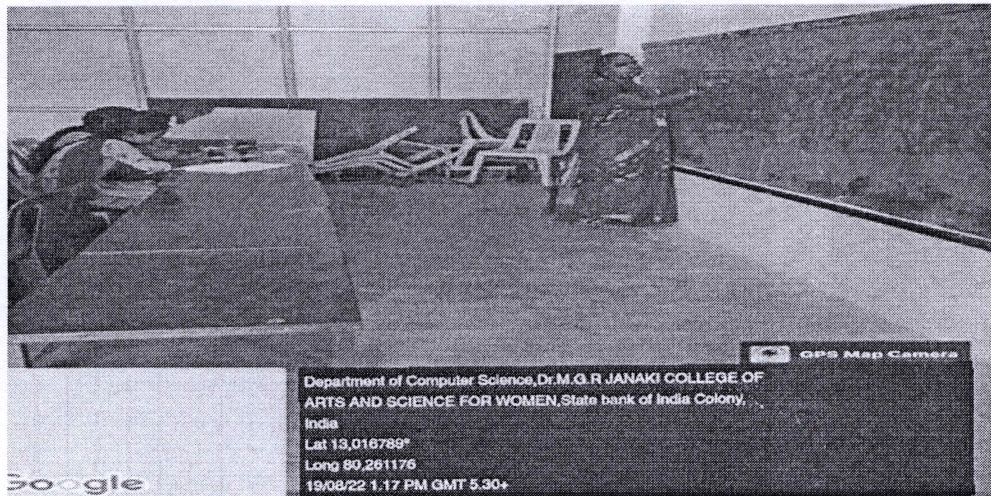 GPS Map Camera
Department of Computer Science,Dr.M.G.R JANAKI COLLEGE OF
ARTS AND SCIENCE FOR WOMEN,State bank of India Colony,
India
Lat 13,016789°
Long 80,261176
19/08/22 1.17 PM GMT 5.30+
Google